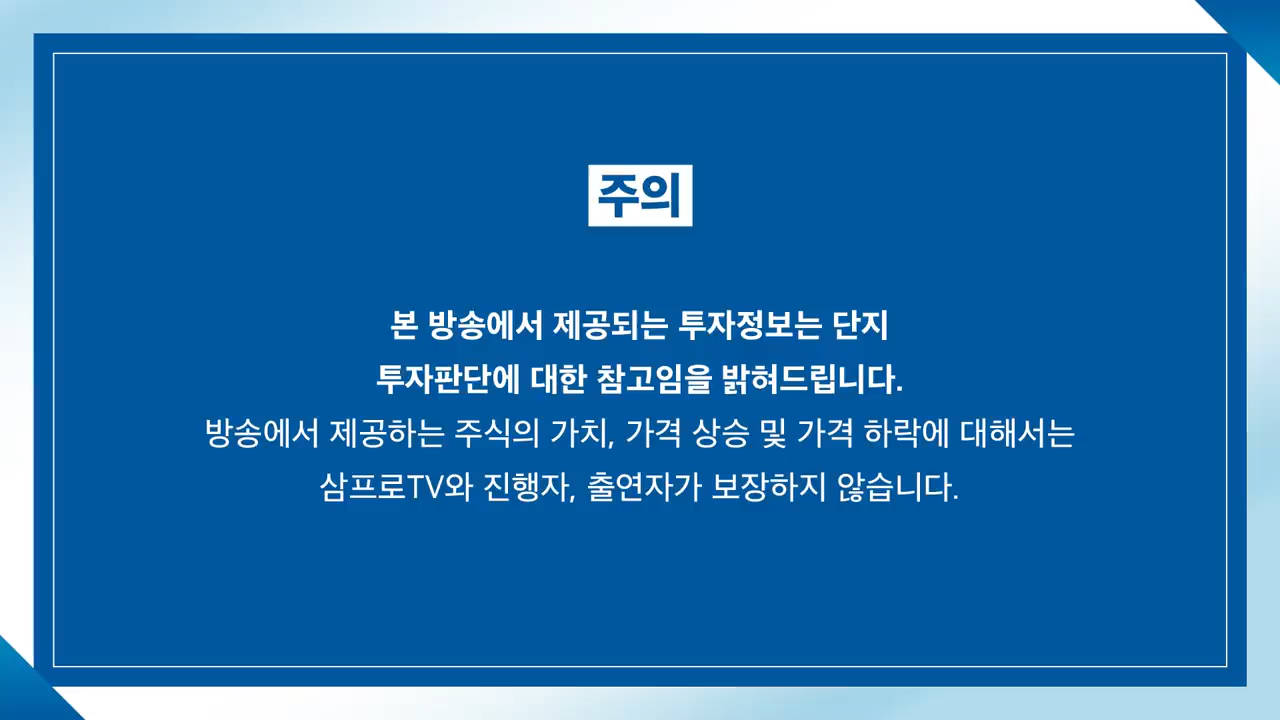 주의
본 방송에서 제공되는 투자정보는 단지
투자판단에 대한 참고임을 밝혀드립니다.
방송에서 제공하는 주식의 가치, 가격 상승 및 가격 하락에 대해서는
삼프로TV와 진행자, 출연자가 보장하지 않습니다.